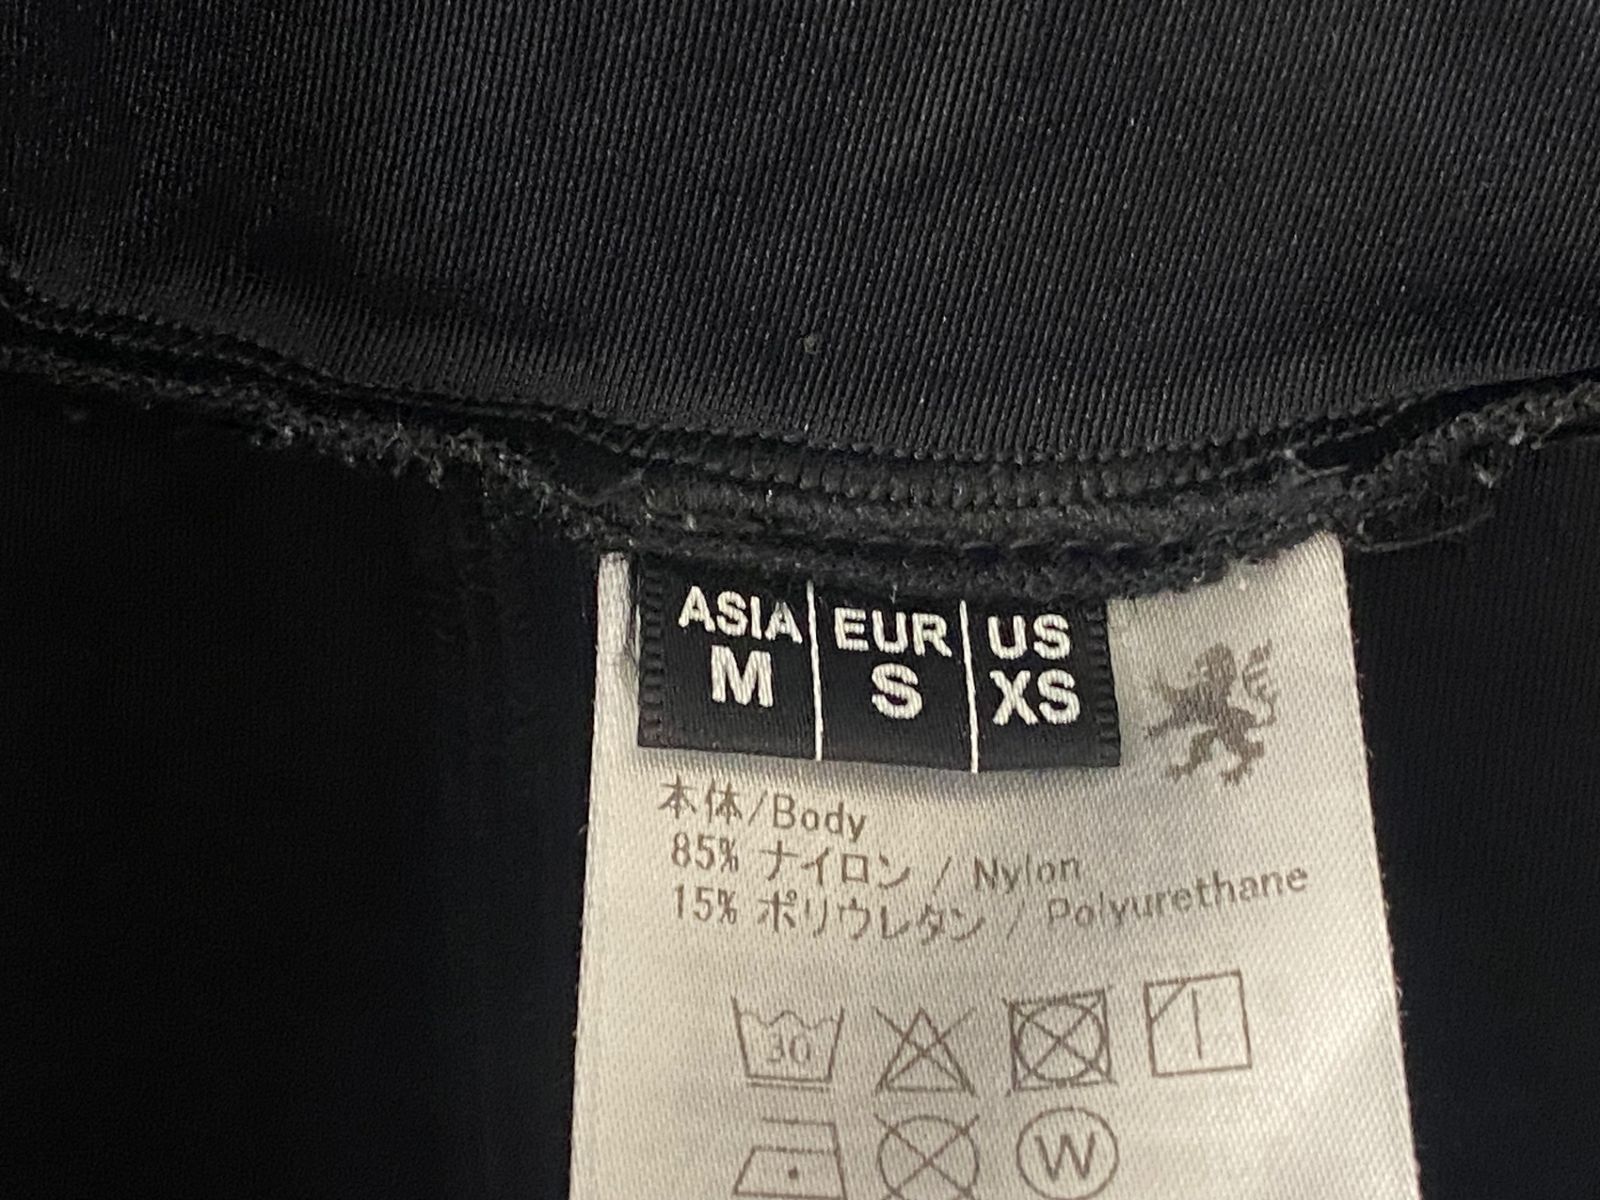 ASIA EUR US
M S XS
本体/Body
85% ナイロン / Nylon
15% ポリウレタン / Polyurethane
30
W